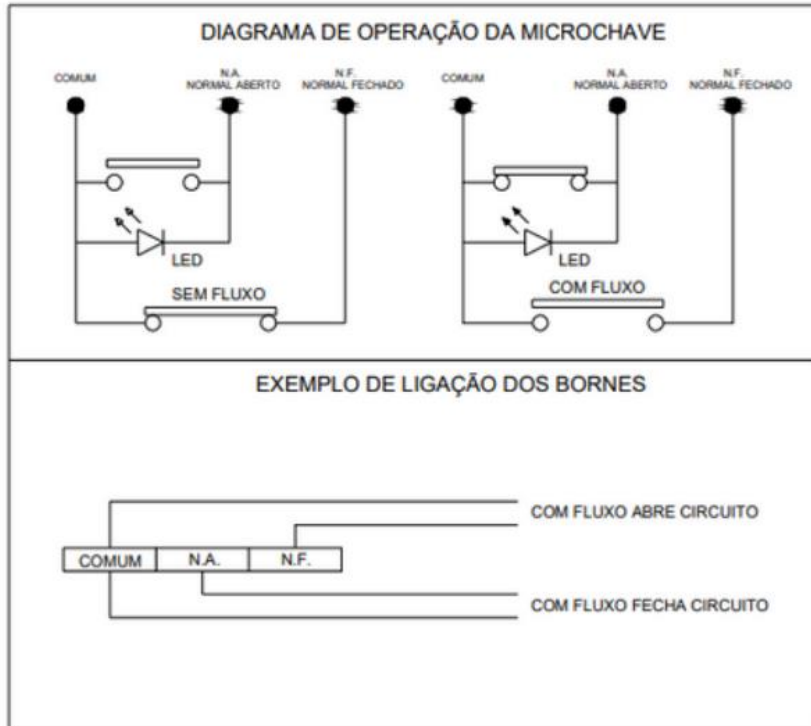 DIAGRAMA DE OPERAÇÃO DA MICROCHAVE
COMUM
N.A.
NORMAL ABERTO
N.F.
NORMAL FECHADO
LED
SEM FLUXO
COMUM
N.A.
NORMAL ABERTO
N.F.
NORMAL FECHADO
LED
COM FLUXO
EXEMPLO DE LIGAÇÃO DOS BORNES
COM FLUXO ABRE CIRCUITO
COMUM N.A. N.F.
COM FLUXO FECHA CIRCUITO